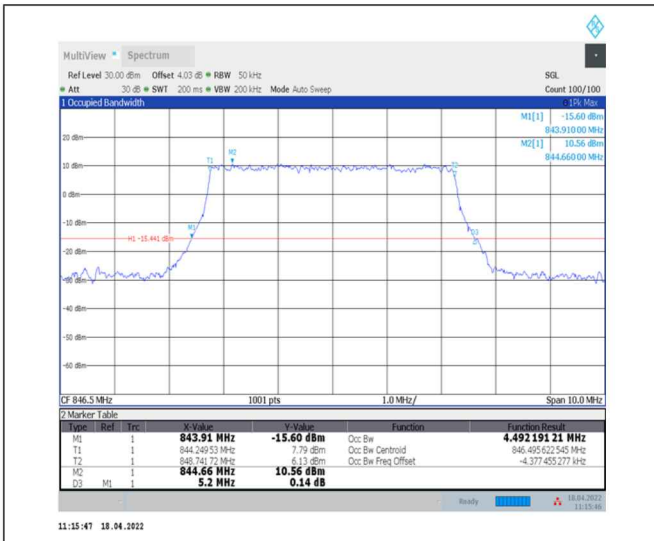 MultiView Spectrum
Ref Level 30.00 dBm Offset 4.03 dB RBW 50 kHz SGL
Att 30 dB SWT 200 ms VBW 200 kHz Mode Auto Sweep Count 100/100
1 Occupied Bandwidth 1Pk Max
M1[1] -15.60 dBm
843.91000 MHz
M2[1] 10.56 dBm
844.66000 MHz
20 dBm
M2
T1 T2
10 dBm
0 dBm
-10 dBm
M1
D3
H1 -15.441 dBm
-20 dBm
-30 dBm
-40 dBm
-50 dBm
-60 dBm
CF 846.5 MHz 1001 pts 1.0 MHz/ Span 10.0 MHz
2 Marker Table
Type Ref Trc X-Value Y-Value Function Function Result
M1 1 843.91 MHz -15.60 dBm Occ Bw 4.492 191 21 MHz
T1 1 844.249 53 MHz 7.79 dBm Occ Bw Centroid 846.495 622 545 MHz
T2 1 848.741 72 MHz 6.13 dBm Occ Bw Freq Offset -4.377 455 277 kHz
M2 1 844.66 MHz 10.56 dBm
D3 M1 1 5.2 MHz 0.14 dB
Ready 18.04.2022
11:15:46
11:15:47 18.04.2022